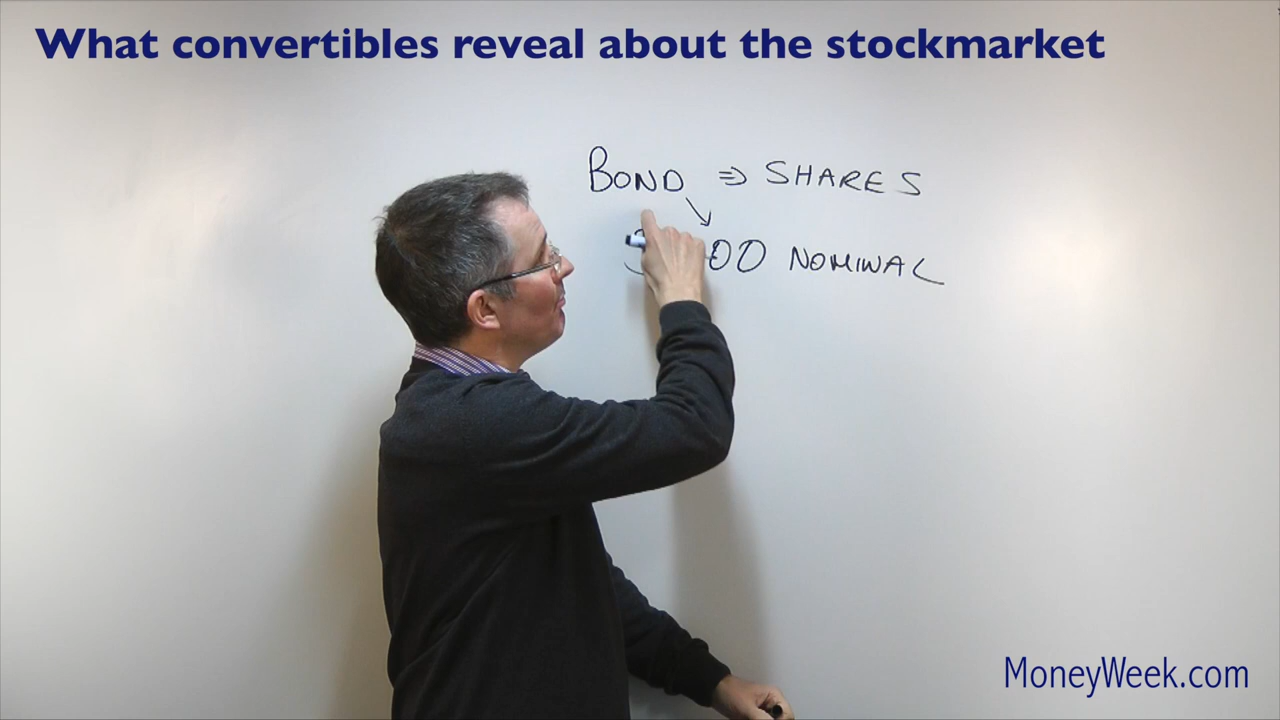 What convertibles reveal about the stockmarket
BOND ⇒ SHARES
NOMINAL
MoneyWeek.com